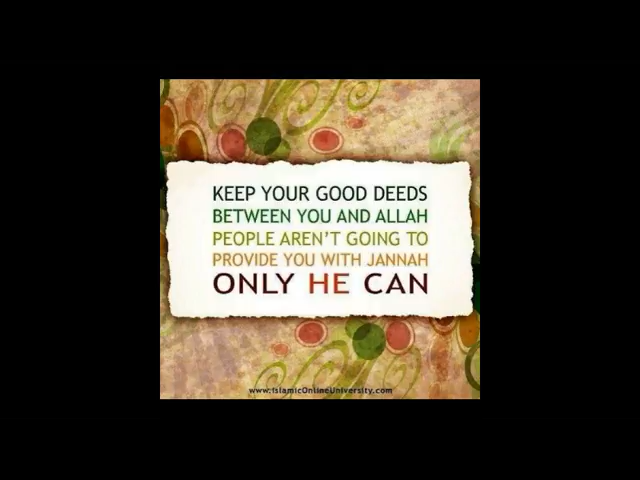 KEEP YOUR GOOD DEEDS
BETWEEN YOU AND ALLAH
PEOPLE AREN'T GOING TO
PROVIDE YOU WITH JANNAH
ONLY HE CAN
www.IslamicOnlineUniversity.com